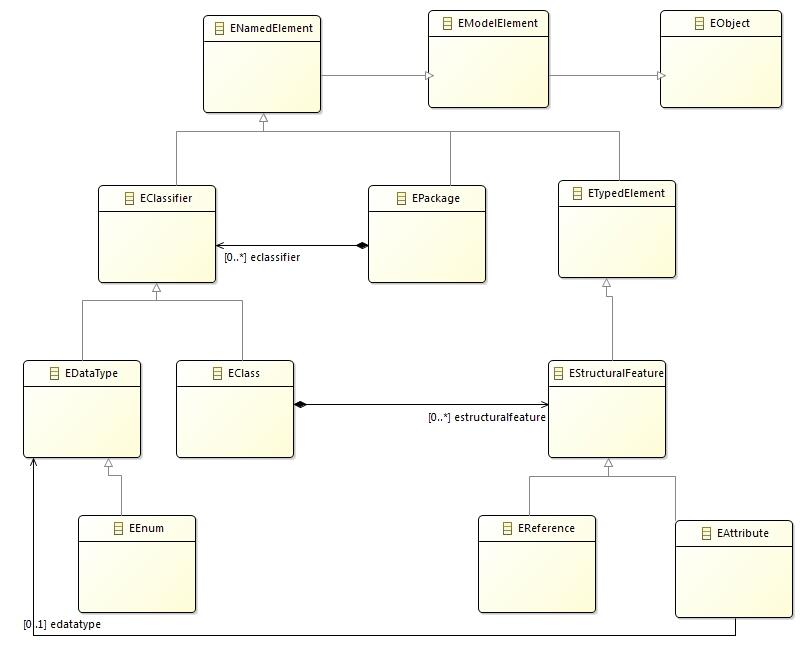 ENamedElement
EModelElement
EObject
EClassifier
EPackage
ETypedElement
[0..*] eclassifier
EDataType
EClass
EStructuralFeature
[0..*] estructuralfeature
EEnum
EReference
EAttribute
[0..1] edatatype